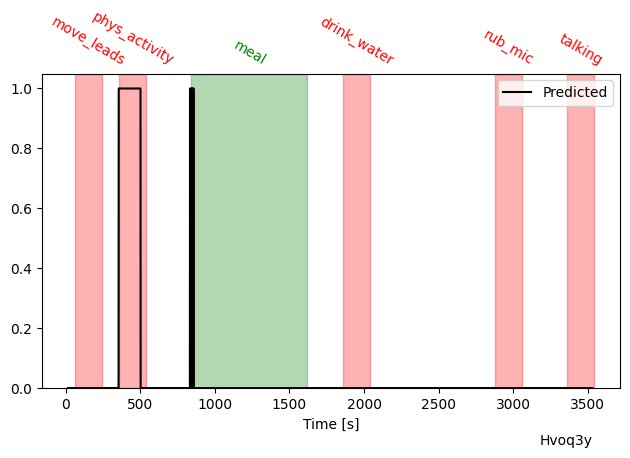 move_leads
phys_activity
meal
drink_water
rub_mic
talking
Predicted
1.0
0.8
0.6
0.4
0.2
0.0
0 500 1000 1500 2000 2500 3000 3500
Time [s]
Hvoq3y